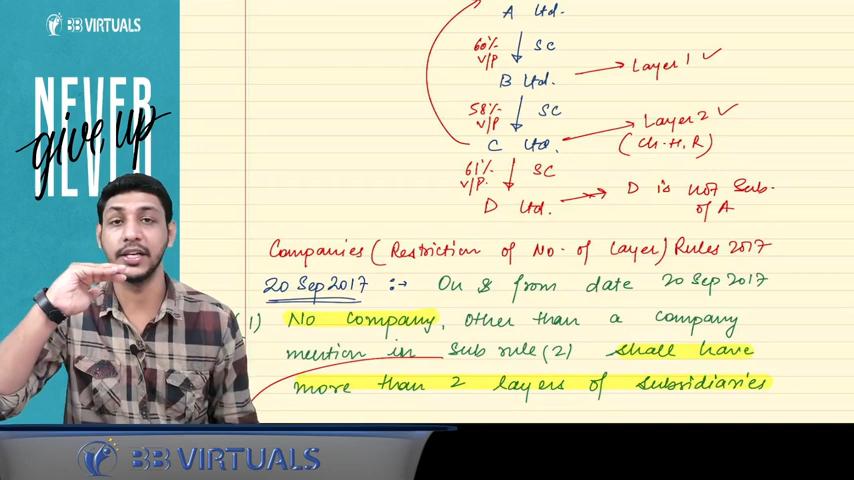 BB VIRTUALS
NEVER
give up
NEVER
A Ltd.
60% v/p SC
B Ltd. Layer 1 ✓
58% v/p SC
C Ltd. Layer 2 ✓
(Ch. H. R)
61% v/p. SC
D Ltd. D is not Sub.
of A
Companies (Restriction of No. of Layer) Rules 2017
20 Sep 2017 :→ On & from date 20 Sep 2017
1) No company, other than a company
mention in Sub rule (2) shall have
more than 2 layers of subsidiaries
BB VIRTUALS